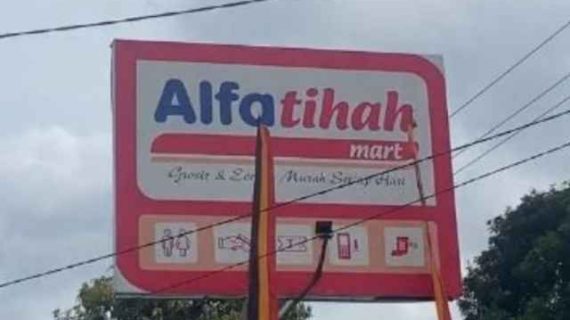 Alfatihah
mart
Grosir & Murah Setiap Hari